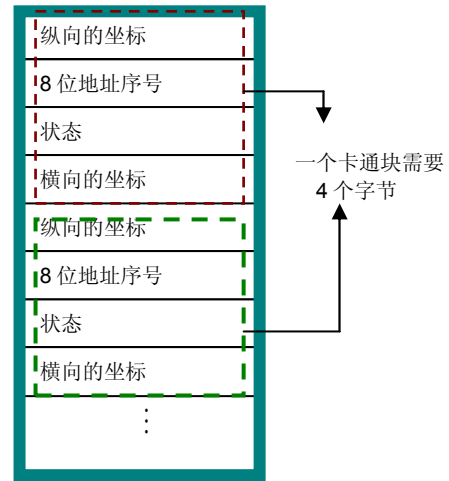 纵向的坐标
8位地址序号
状态
横向的坐标
纵向的坐标
8位地址序号
状态
横向的坐标
⋮
一个卡通块需要
4个字节